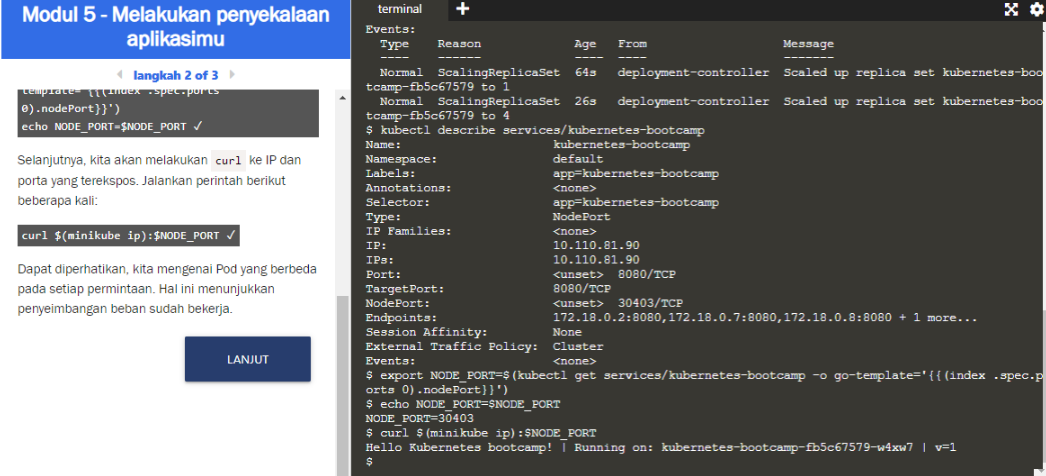 Modul 5 - Melakukan penyekalaan
aplikasimu
langkah 2 of 3
template='{{(index .spec.ports
0).nodePort}}')
echo NODE_PORT=$NODE_PORT ✓
Selanjutnya, kita akan melakukan curl ke IP dan
porta yang terekspos. Jalankan perintah berikut
beberapa kali:
curl $(minikube ip):$NODE_PORT ✓
Dapat diperhatikan, kita mengenai Pod yang berbeda
pada setiap permintaan. Hal ini menunjukkan
penyeimbangan beban sudah bekerja.
LANJUT
terminal +
Events:
Type Reason Age From Message
---- ------ ---- ---- -------
Normal ScalingReplicaSet 64s deployment-controller Scaled up replica set kubernetes-boo
tcamp-fb5c67579 to 1
Normal ScalingReplicaSet 26s deployment-controller Scaled up replica set kubernetes-boo
tcamp-fb5c67579 to 4
$ kubectl describe services/kubernetes-bootcamp
Name: kubernetes-bootcamp
Namespace: default
Labels: app=kubernetes-bootcamp
Annotations: <none>
Selector: app=kubernetes-bootcamp
Type: NodePort
IP Families: <none>
IP: 10.110.81.90
IPs: 10.110.81.90
Port: <unset> 8080/TCP
TargetPort: 8080/TCP
NodePort: <unset> 30403/TCP
Endpoints: 172.18.0.2:8080,172.18.0.7:8080,172.18.0.8:8080 + 1 more...
Session Affinity: None
External Traffic Policy: Cluster
Events: <none>
$ export NODE_PORT=$(kubectl get services/kubernetes-bootcamp -o go-template='{{(index .spec.p
orts 0).nodePort}}')
$ echo NODE_PORT=$NODE_PORT
NODE_PORT=30403
$ curl $(minikube ip):$NODE_PORT
Hello Kubernetes bootcamp! | Running on: kubernetes-bootcamp-fb5c67579-w4xw7 | v=1
$